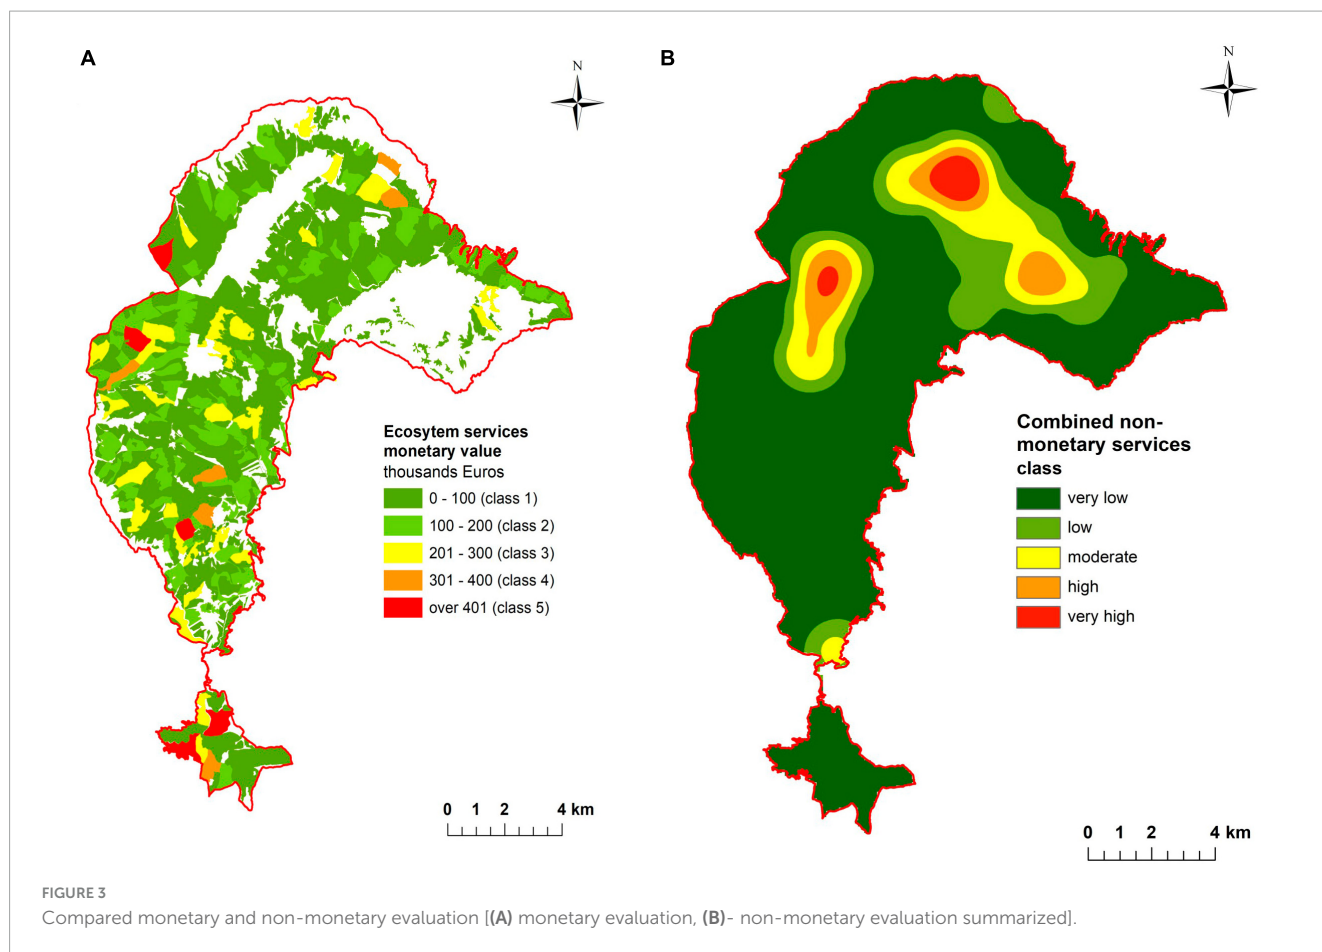 A
N
Ecosytem services
monetary value
thousands Euros
0 - 100 (class 1)
100 - 200 (class 2)
201 - 300 (class 3)
301 - 400 (class 4)
over 401 (class 5)
0 1 2 4 km
B
N
Combined non-
monetary services
class
very low
low
moderate
high
very high
0 1 2 4 km
FIGURE 3
Compared monetary and non-monetary evaluation [(A) monetary evaluation, (B)- non-monetary evaluation summarized].